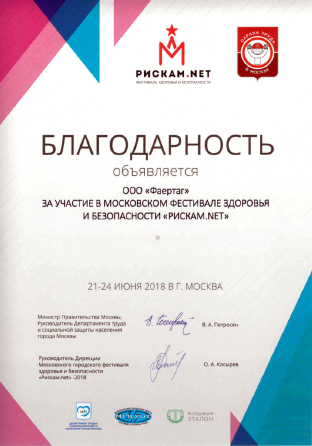 РИСКАМ.NET
ФЕСТИВАЛЬ ЗДОРОВЬЯ И БЕЗОПАСНОСТИ
ОХРАНА ТРУДА
В МОСКВЕ
БЛАГОДАРНОСТЬ
объявляется
ООО «Фаертаг»
ЗА УЧАСТИЕ В МОСКОВСКОМ ФЕСТИВАЛЕ ЗДОРОВЬЯ
И БЕЗОПАСНОСТИ «РИСКАМ.NET»
21-24 ИЮНЯ 2018 В Г. МОСКВА
Министр Правительства Москвы,
Руководитель Департамента труда
и социальной защиты населения
города Москвы
В. А. Петросян
Руководитель Дирекции
Московского городского фестиваля
здоровья и безопасности
«Рискам.net» -2018
О. А. Косырев
Ассоциация
ЭТАЛОН